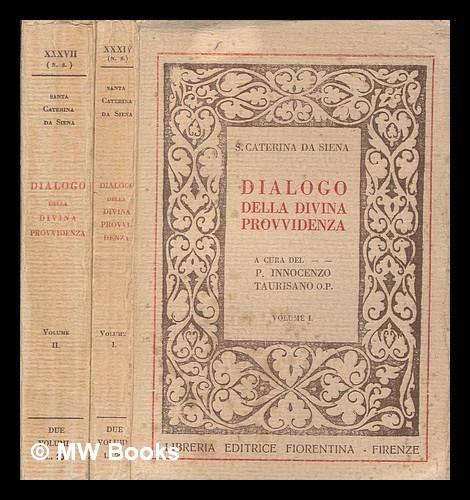 XXXVII
(N. S.)
SANTA
CATERINA
DA SIENA
DIALOGO
DELLA
DIVINA
PROVVIDENZA
VOLUME
II.
DUE
VOLUMI
XXXIV
(N. S.)
SANTA
CATERINA
DA SIENA
DIALOGO
DELLA
DIVINA
PROVVI-
DENZA
VOLUME
I.
DUE
VOLUMI
S. CATERINA DA SIENA
DIALOGO
DELLA DIVINA
PROVVIDENZA
A CURA DEL — —
P. INNOCENZO
TAURISANO O.P.
VOLUME I.
LIBRERIA EDITRICE FIORENTINA - FIRENZE
© MW Books